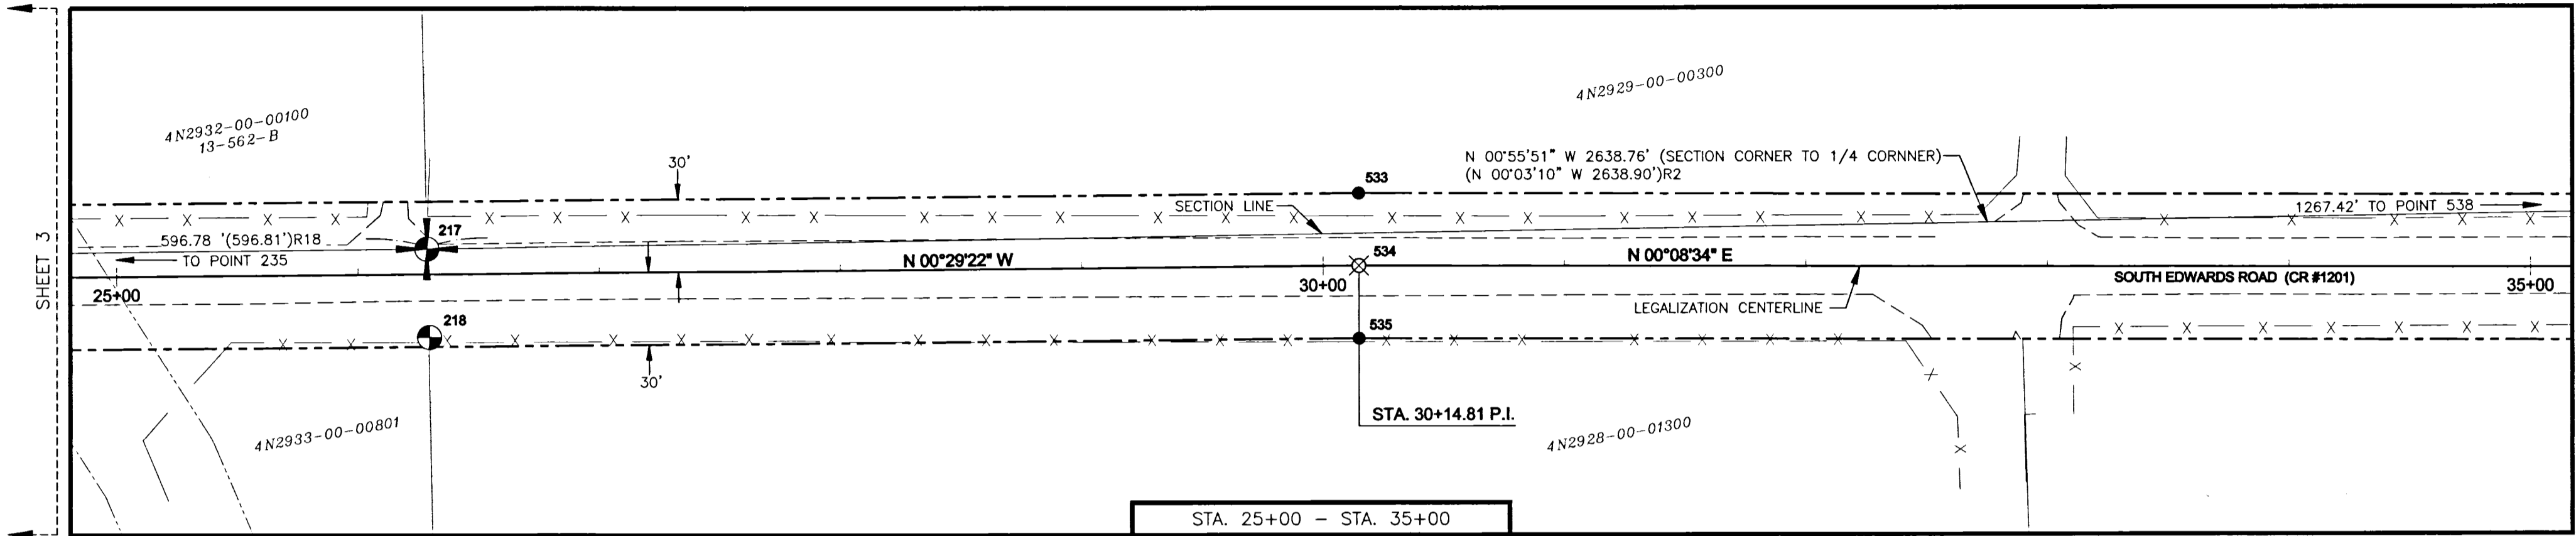 SHEET 3
4N2932-00-00100
13-562-B
4N2929-00-00300
30'
533
N 00°55'51" W 2638.76' (SECTION CORNER TO 1/4 CORNNER)
(N 00°03'10" W 2638.90')R2
SECTION LINE
1267.42' TO POINT 538
217
596.78 '(596.81')R18
TO POINT 235
N 00°29'22" W
534
N 00°08'34" E
25+00
30+00
SOUTH EDWARDS ROAD (CR #1201)
35+00
LEGALIZATION CENTERLINE
218
535
30'
STA. 30+14.81 P.I.
4N2933-00-00801
4N2928-00-01300
STA. 25+00 - STA. 35+00